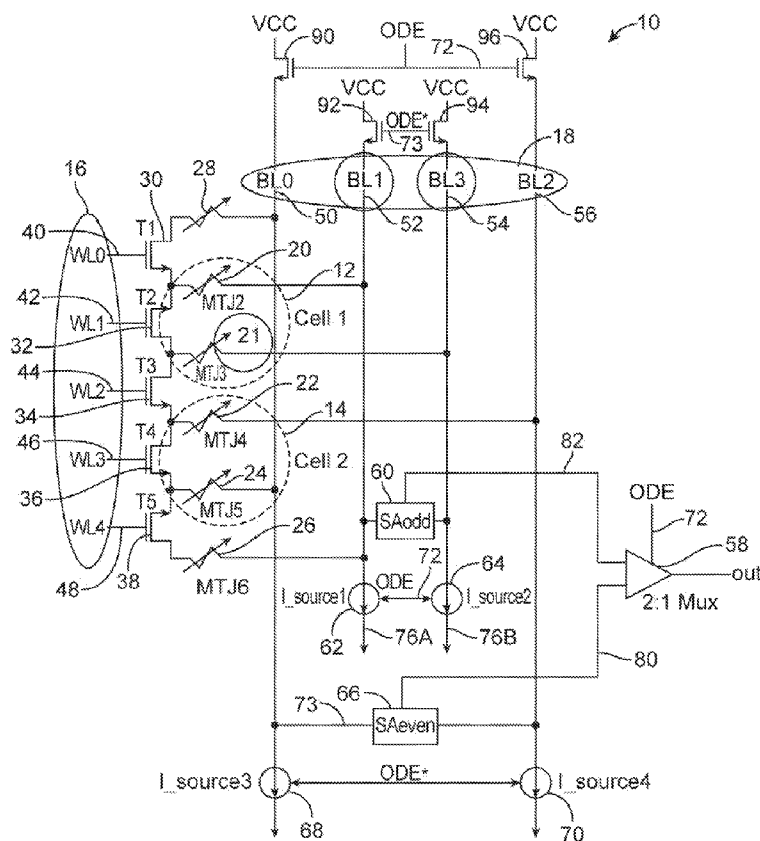 VCC ODE VCC 10
90 72 96
VCC VCC
92 ODE* 94
73
16 28 18
30 BL0 BL1 BL3 BL2
T1 50 52 54 56
40 WL0 20 12
42 T2 MTJ2 Cell 1
WL1 21
32 T3 MTJ3
44 WL2 22 14
34 T4 MTJ4
46 WL3 24 Cell 2 60 82
36 T5 MTJ5 SAodd ODE
WL4 26 72
48 38 MTJ6 ODE 72 64 58
I_source1 I_source2 out
62 76A 76B 2:1 Mux
66 80
73 SAeven
I_source3 ODE* I_source4
68 70